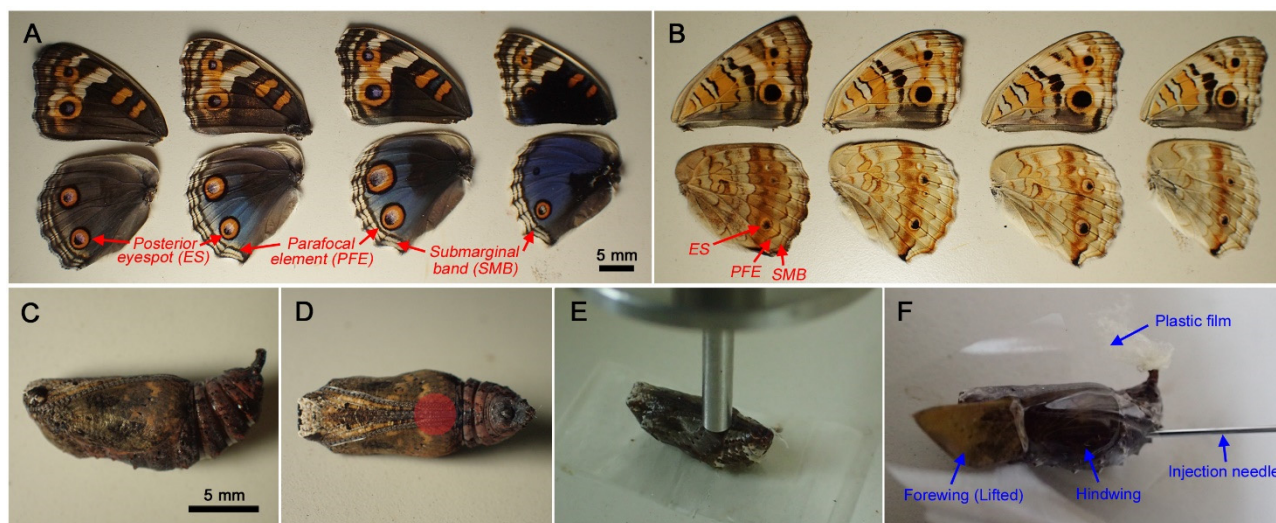 A
Posterior
eyespot (ES)
Parafocal
element (PFE)
Submarginal
band (SMB)
5 mm
B
ES
PFE
SMB
C
5 mm
D
E
F
Plastic film
Injection needle
Forewing (Lifted)
Hindwing